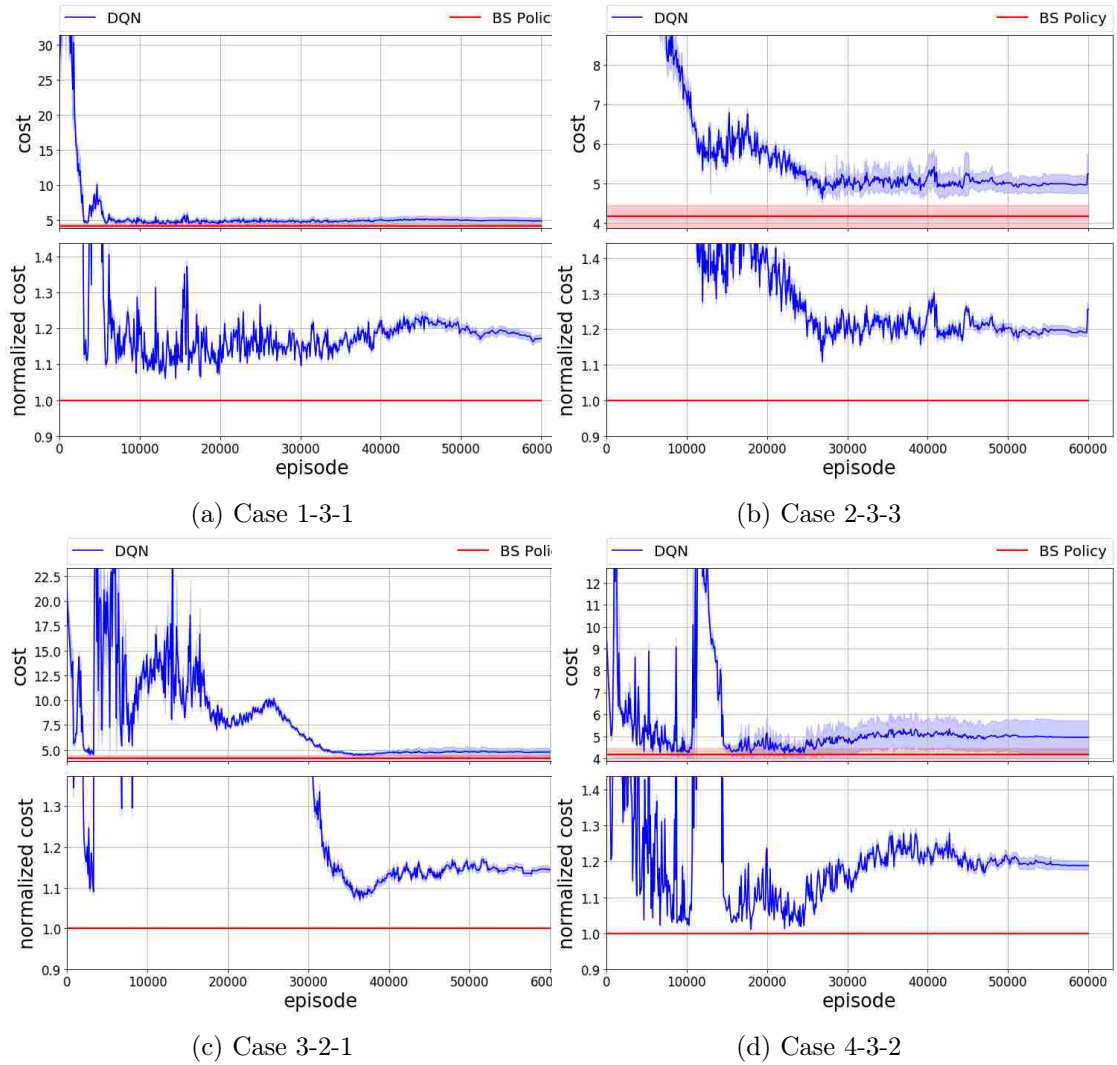 DQN BS Policy
cost
30
25
20
15
10
5
normalized cost
1.4
1.3
1.2
1.1
1.0
0.9
0 10000 20000 30000 40000 50000 6000
episode
(a) Case 1-3-1
DQN BS Policy
cost
8
7
6
5
4
normalized cost
1.4
1.3
1.2
1.1
1.0
0.9
0 10000 20000 30000 40000 50000 60000
episode
(b) Case 2-3-3
DQN BS Poli
cost
22.5
20.0
17.5
15.0
12.5
10.0
7.5
5.0
normalized cost
1.3
1.2
1.1
1.0
0.9
0 10000 20000 30000 40000 50000 600
episode
(c) Case 3-2-1
DQN BS Policy
cost
12
11
10
9
8
7
6
5
4
normalized cost
1.4
1.3
1.2
1.1
1.0
0.9
0 10000 20000 30000 40000 50000 60000
episode
(d) Case 4-3-2